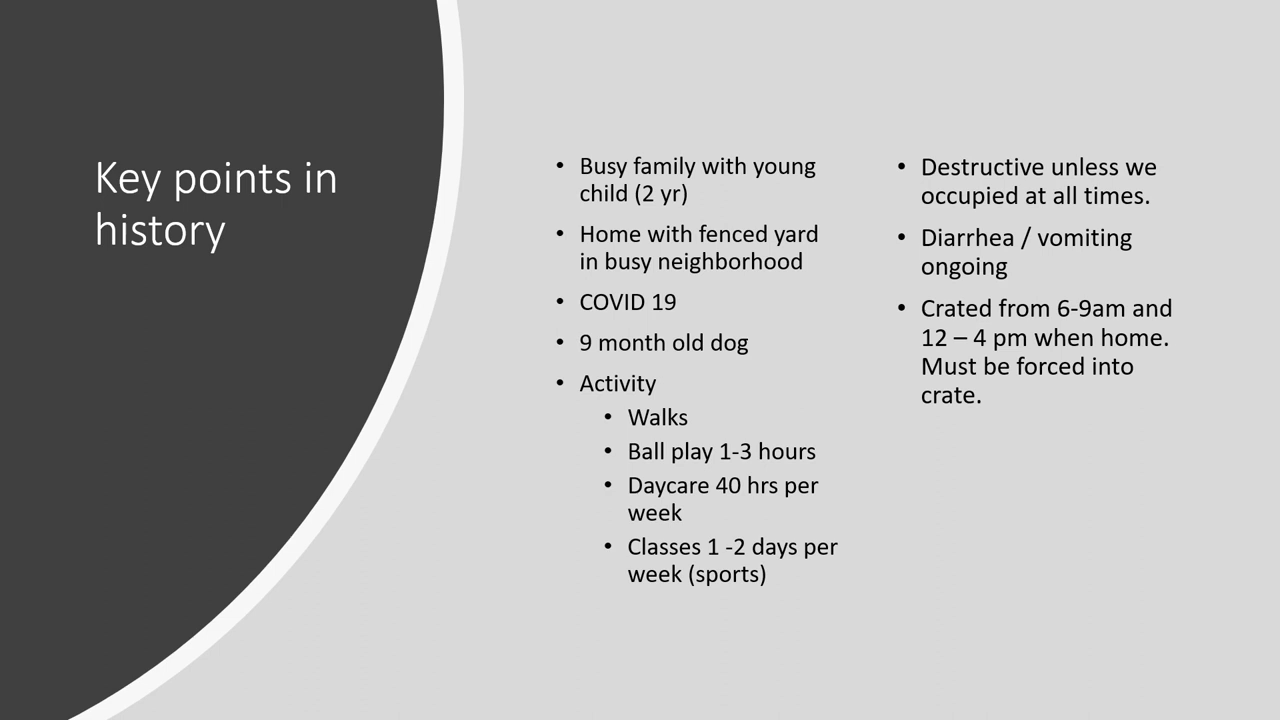 Key points in
history
• Busy family with young
child (2 yr)
• Home with fenced yard
in busy neighborhood
• COVID 19
• 9 month old dog
• Activity
• Walks
• Ball play 1-3 hours
• Daycare 40 hrs per
week
• Classes 1 -2 days per
week (sports)
• Destructive unless we
occupied at all times.
• Diarrhea / vomiting
ongoing
• Crated from 6-9am and
12 – 4 pm when home.
Must be forced into
crate.